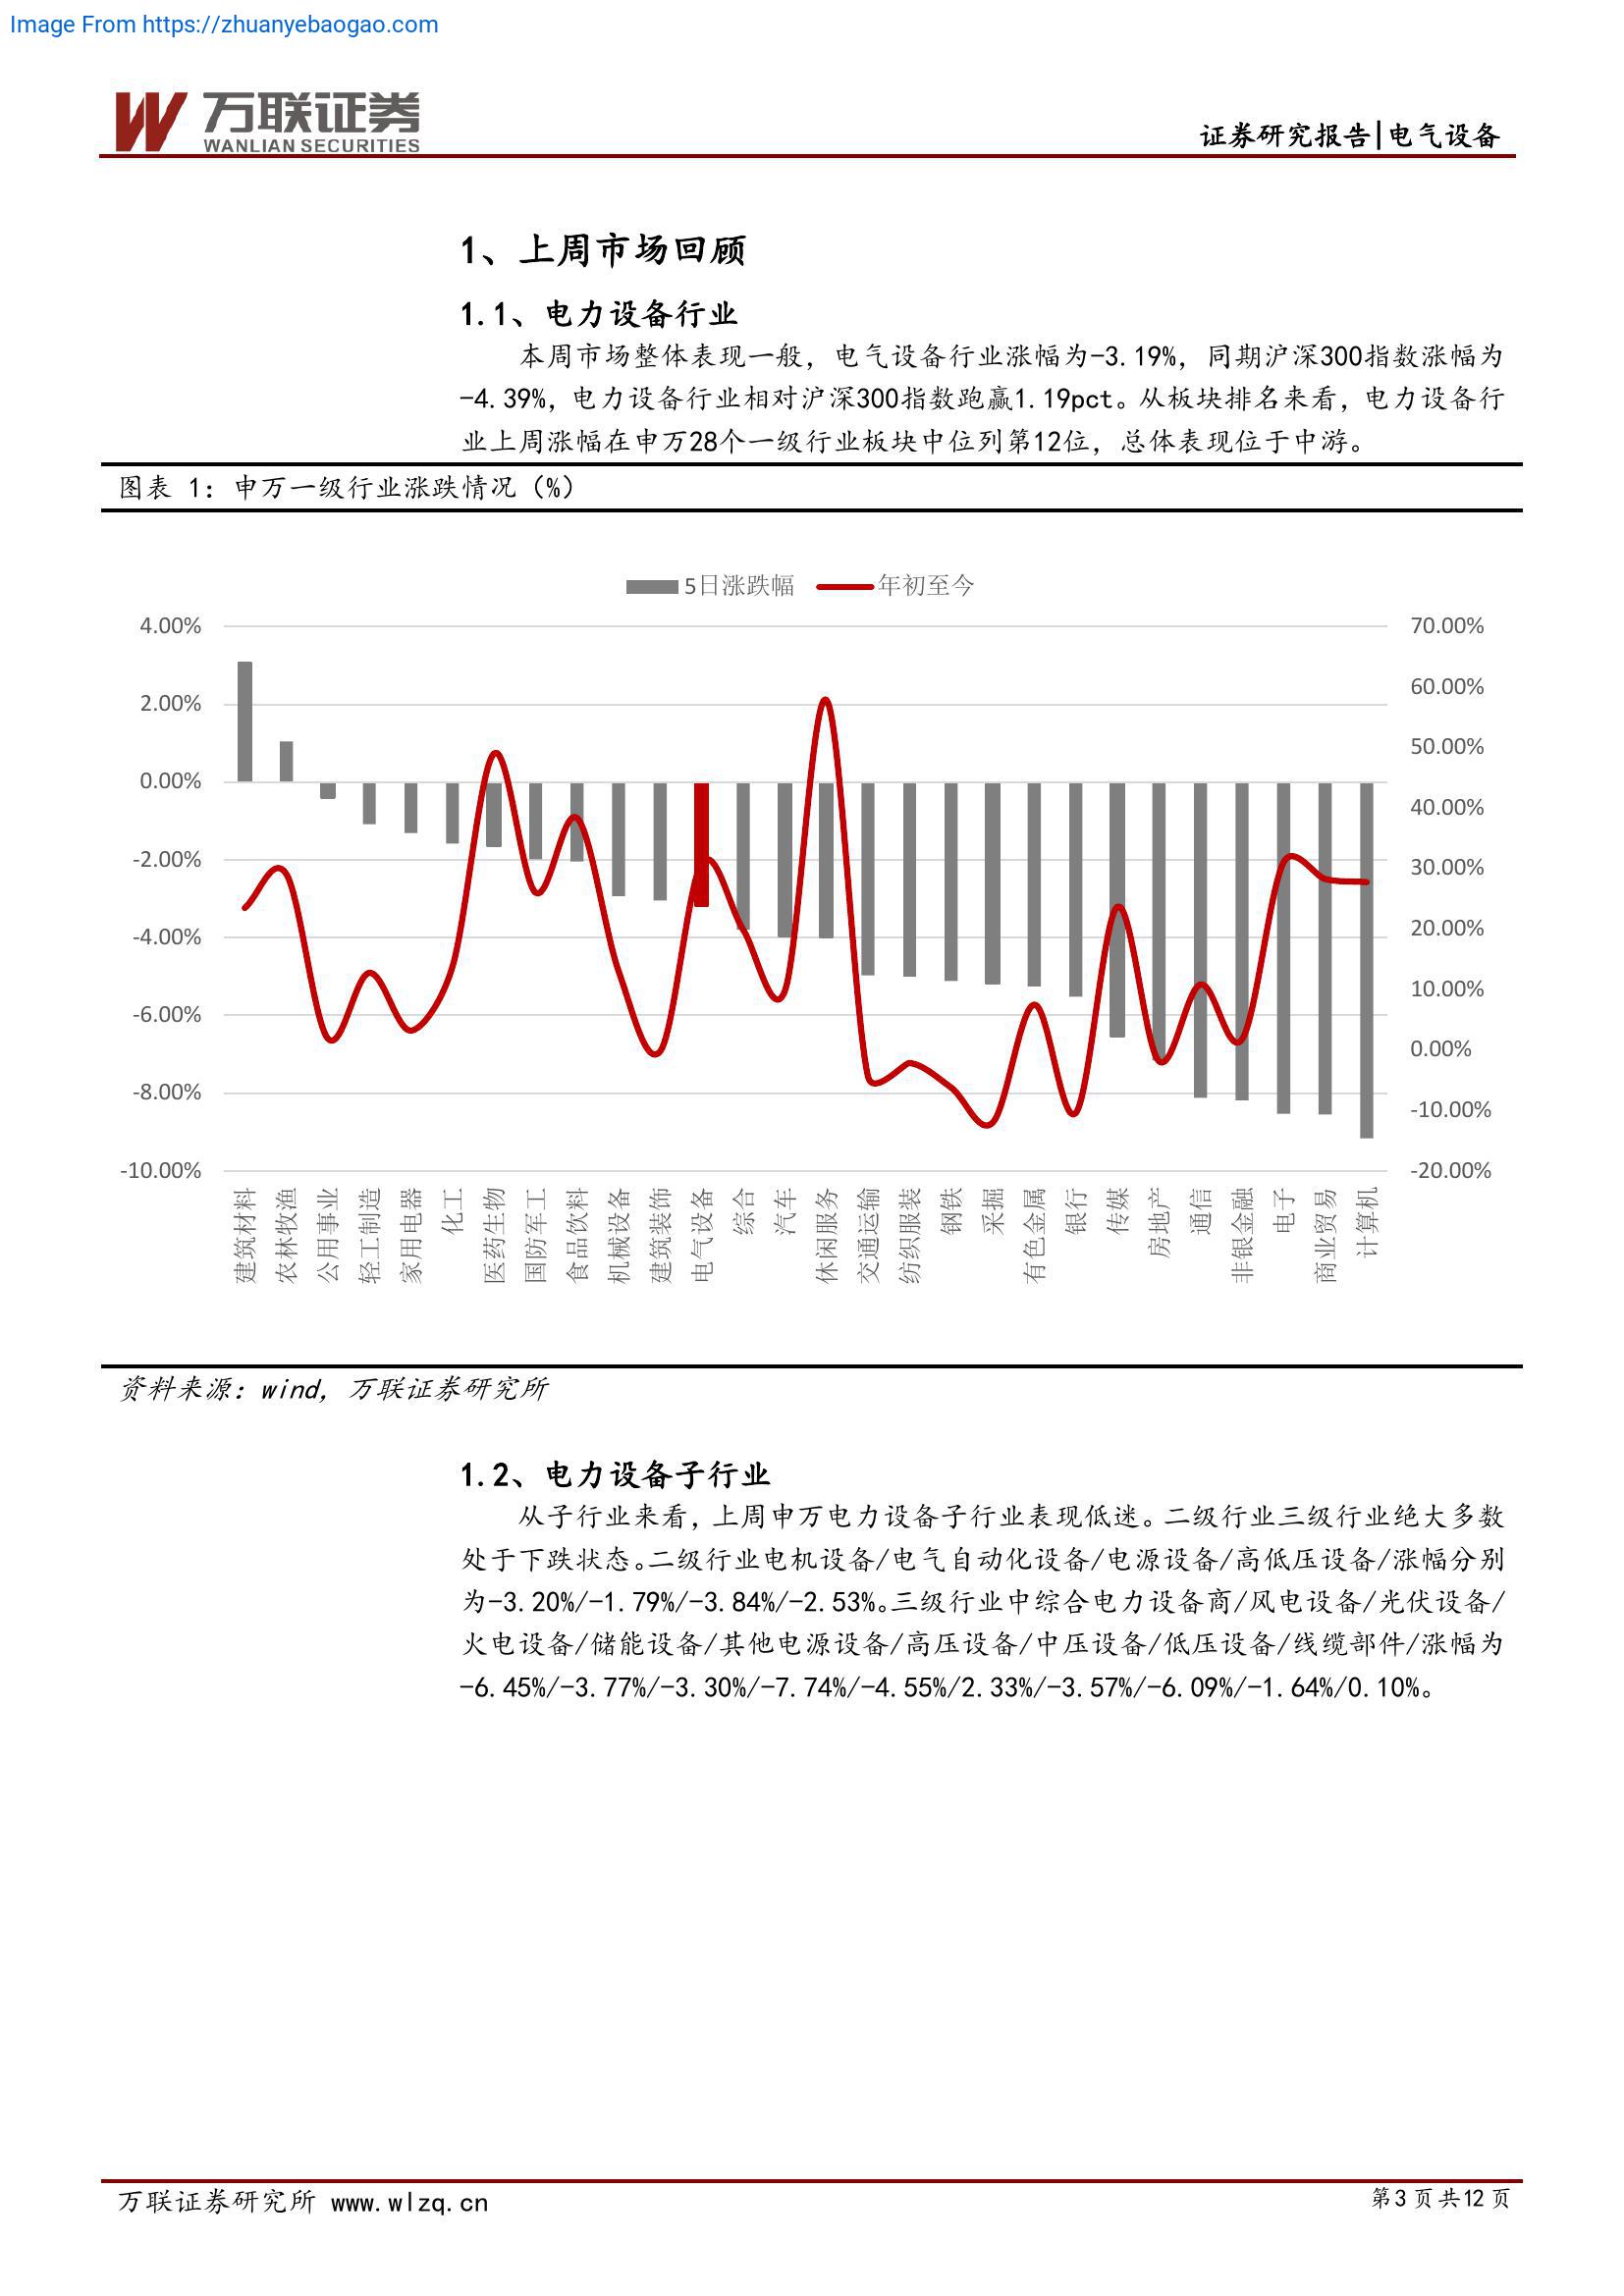 Image From https://zhuanyebaogao.com
万联证券
WANLIAN SECURITIES
证券研究报告|电气设备
1、上周市场回顾
1.1、电力设备行业
本周市场整体表现一般，电气设备行业涨幅为-3.19%，同期沪深300指数涨幅为
-4.39%，电力设备行业相对沪深300指数跑赢1.19pct。从板块排名来看，电力设备行
业上周涨幅在申万28个一级行业板块中位列第12位，总体表现位于中游。
图表 1：申万一级行业涨跌情况（%）
5日涨跌幅 年初至今
4.00%
2.00%
0.00%
-2.00%
-4.00%
-6.00%
-8.00%
-10.00%
70.00%
60.00%
50.00%
40.00%
30.00%
20.00%
10.00%
0.00%
-10.00%
-20.00%
建筑材料
农林牧渔
公用事业
轻工制造
家用电器
化工
医药生物
国防军工
食品饮料
机械设备
建筑装饰
电气设备
综合
汽车
休闲服务
交通运输
纺织服装
钢铁
采掘
有色金属
银行
传媒
房地产
通信
非银金融
电子
商业贸易
计算机
资料来源：wind，万联证券研究所
1.2、电力设备子行业
从子行业来看，上周申万电力设备子行业表现低迷。二级行业三级行业绝大多数
处于下跌状态。二级行业电机设备/电气自动化设备/电源设备/高低压设备/涨幅分别
为-3.20%/-1.79%/-3.84%/-2.53%。三级行业中综合电力设备商/风电设备/光伏设备/
火电设备/储能设备/其他电源设备/高压设备/中压设备/低压设备/线缆部件/涨幅为
-6.45%/-3.77%/-3.30%/-7.74%/-4.55%/2.33%/-3.57%/-6.09%/-1.64%/0.10%。
万联证券研究所 www.wlzq.cn
第3页共12页